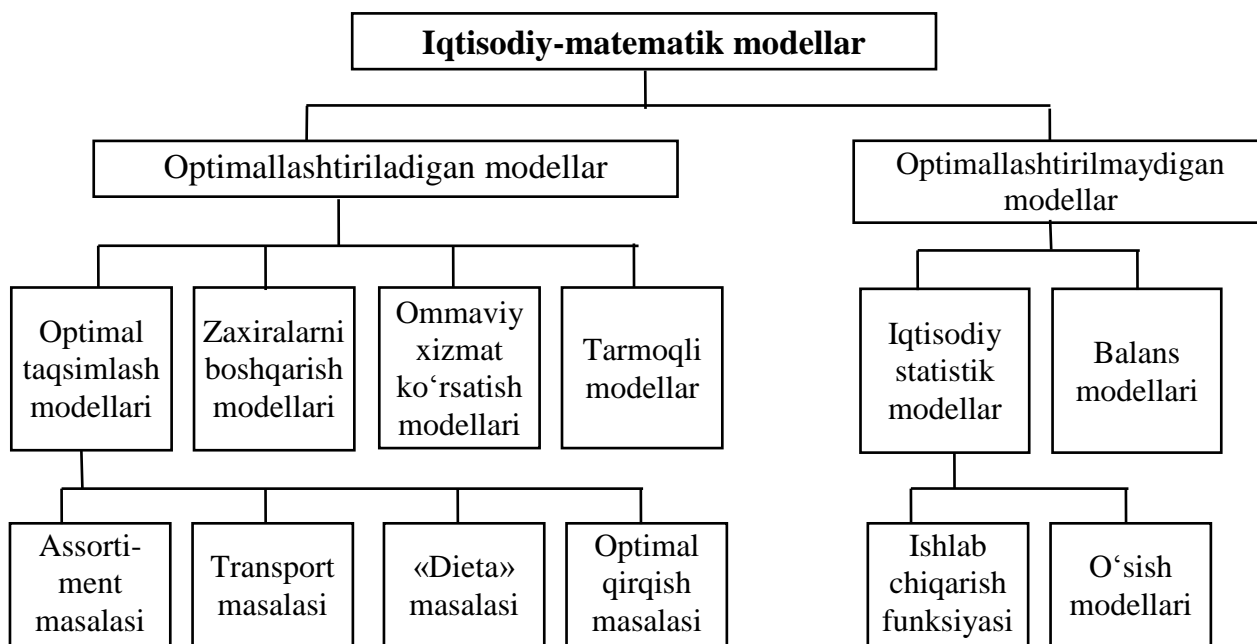 Iqtisodiy-matematik modellar
Optimallashtiriladigan modellar
Optimallashtirilmaydigan
modellar
Optimal
taqsimlash
modellari
Zaxiralarni
boshqarish
modellari
Ommaviy
xizmat
ko‘rsatish
modellari
Tarmoqli
modellar
Iqtisodiy
statistik
modellar
Balans
modellari
Assorti-
ment
masalasi
Transport
masalasi
«Dieta»
masalasi
Optimal
qirqish
masalasi
Ishlab
chiqarish
funksiyasi
O‘sish
modellari